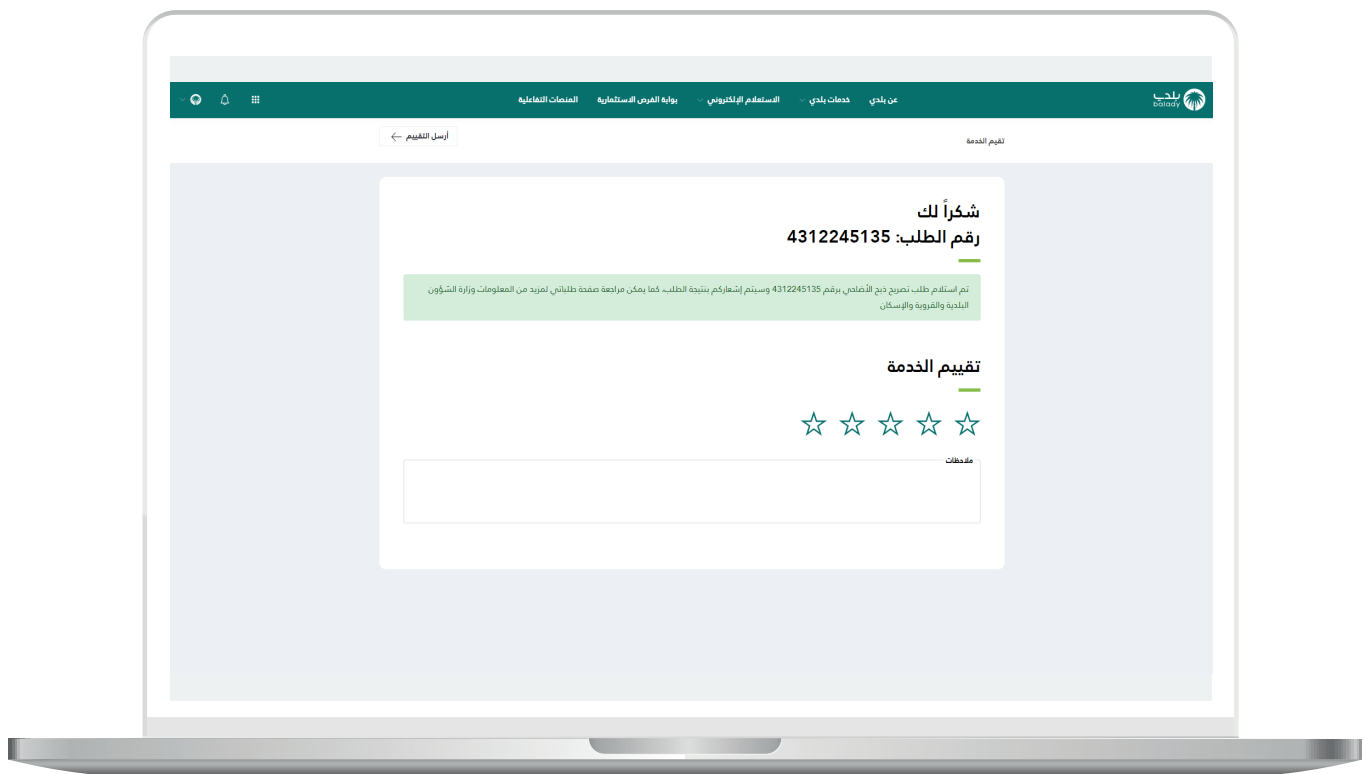 بلدي
balady
عن بلدي
خدمات بلدي
الاستعلام الإلكتروني
بوابة الفرص الاستثمارية
المنصات التفاعلية
تقيم الخدمة
أرسل التقييم
شكراً لك
رقم الطلب: 4312245135
تم استلام طلب تصريح ذبح الأضاحي برقم 4312245135 وسيتم إشعاركم بنتيجة الطلب، كما يمكن مراجعة صفحة طلباتي لمزيد من المعلومات وزارة الشؤون
البلدية والقروية والإسكان
تقييم الخدمة
ملاحظات